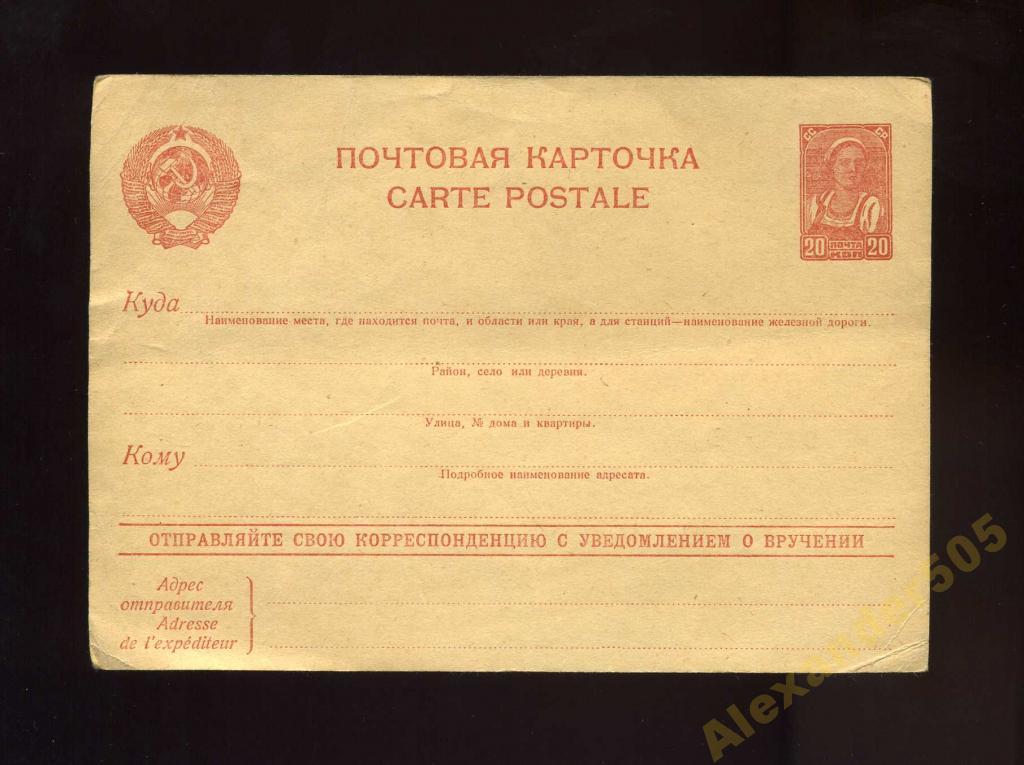 ПОЧТОВАЯ КАРТОЧКА
CARTE POSTALE
СС СР
20 ПОЧТА КОП 20
Куда
Наименование места, где находится почта, и области или края, а для станций—наименование железной дороги.
Район, село или деревня.
Улица, № дома и квартиры.
Кому
Подробное наименование адресата.
ОТПРАВЛЯЙТЕ СВОЮ КОРРЕСПОНДЕНЦИЮ С УВЕДОМЛЕНИЕМ О ВРУЧЕНИИ
Адрес
отправителя
Adresse
de l'expéditeur
Alexander505